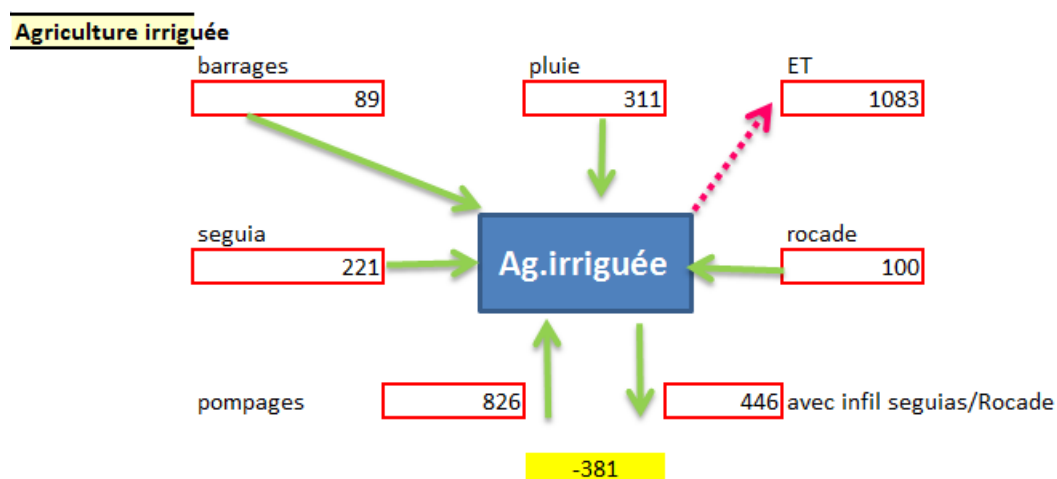 Agriculture irriguée
barrages pluie ET
89 311 1083
seguia rocade
221 Ag.irriguée 100
pompages 826 446 avec infil seguias/Rocade
-381